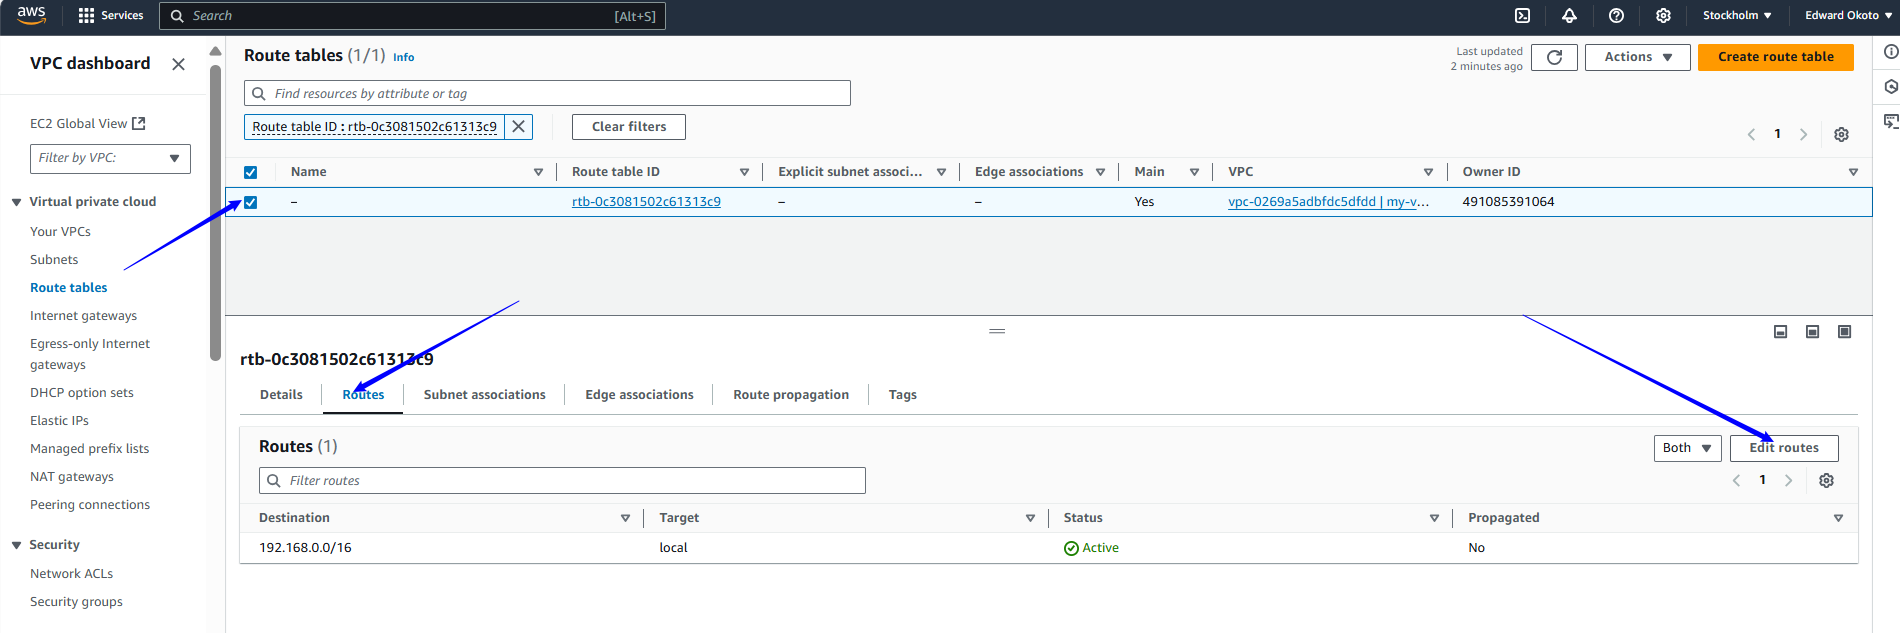 aws Services Search [Alt+S] Stockholm Edward Okoto
VPC dashboard
EC2 Global View
Filter by VPC:
Virtual private cloud
Your VPCs
Subnets
Route tables
Internet gateways
Egress-only Internet
gateways
DHCP option sets
Elastic IPs
Managed prefix lists
NAT gateways
Peering connections
Security
Network ACLs
Security groups
Route tables (1/1) Info
Last updated
2 minutes ago
Actions
Create route table
Find resources by attribute or tag
Route table ID : rtb-0c3081502c61313c9
Clear filters
1
Name Route table ID Explicit subnet associ... Edge associations Main VPC Owner ID
– rtb-0c3081502c61313c9 – – Yes vpc-0269a5adbfdc5dfdd | my-v... 491085391064
rtb-0c3081502c61313c9
Details Routes Subnet associations Edge associations Route propagation Tags
Routes (1)
Both Edit routes
Filter routes
1
Destination Target Status Propagated
192.168.0.0/16 local Active No